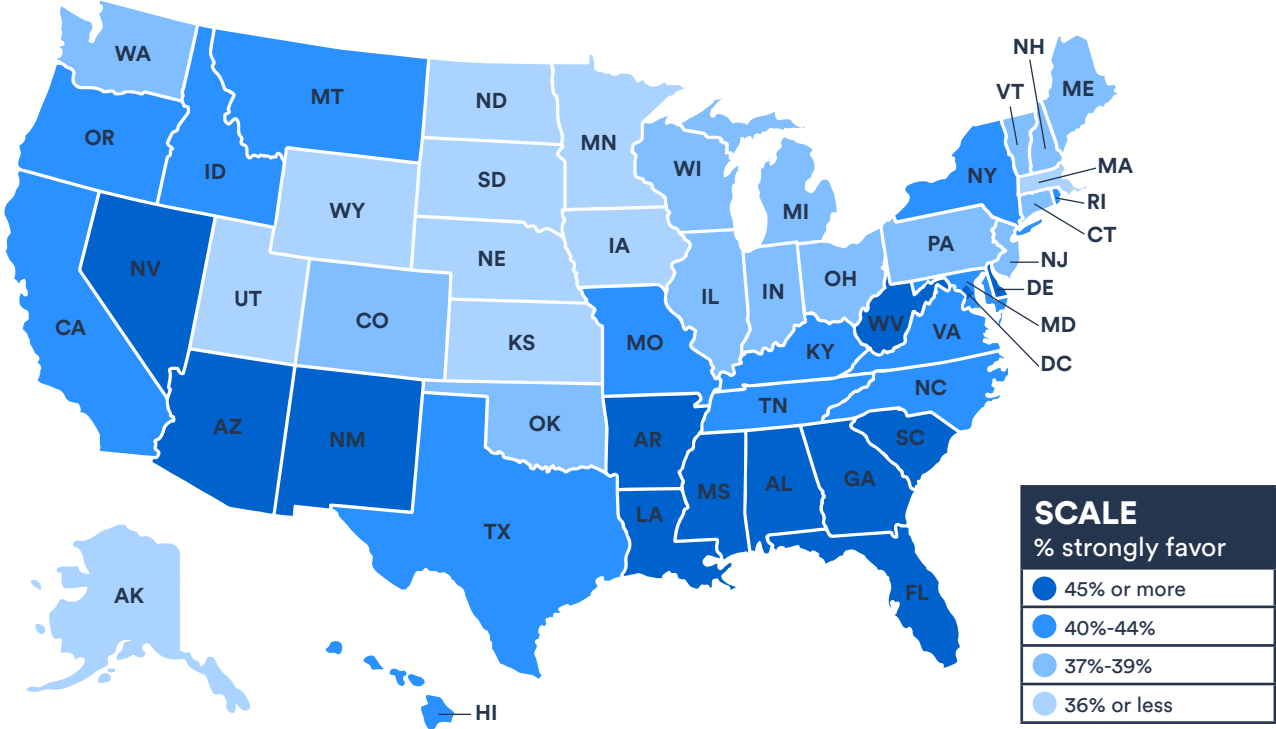 NH
WA
ME
VT
MT
ND
OR
MN
WI
MA
ID
SD
NY
RI
WY
MI
CT
PA
IA
NE
NJ
NV
OH
DE
UT
IL
IN
CO
WV
MD
CA
KS
MO
KY
VA
DC
NC
TN
OK
AZ
NM
AR
SC
GA
AL
MS
LA
TX
SCALE
% strongly favor
45% or more
FL
AK
40%-44%
37%-39%
36% or less
HI